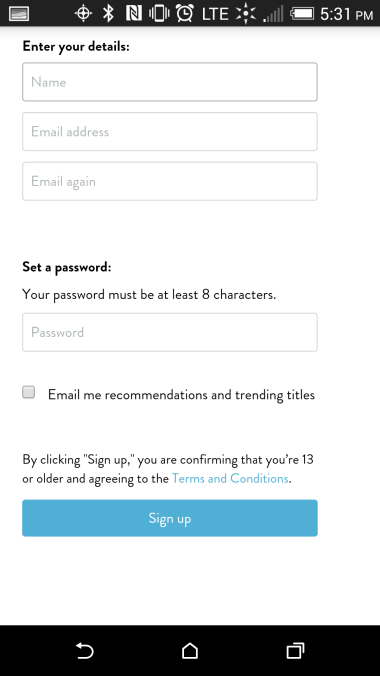 LTE 5:31 PM
Enter your details:
Name
Email address
Email again
Set a password:
Your password must be at least 8 characters.
Password
Email me recommendations and trending titles
By clicking "Sign up," you are confirming that you're 13
or older and agreeing to the Terms and Conditions.
Sign up